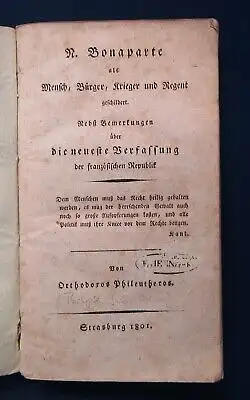 N. Bonaparte
als
Mensch, Bürger, Krieger und Regent
geschildert.
Nebst Bemerkungen
über
die neueste Verfassung
der französischen Republick
Dem Menschen muß das Recht heilig gehalten
werden, es mag der herrschenden Gewalt auch
noch so große Aufopferungen kosten, und alle
Politik muß ihre Kniee vor dem Rechte beugen.
Kant.
Von
Orthodoros Phileutheros.
Strasburg 1801.